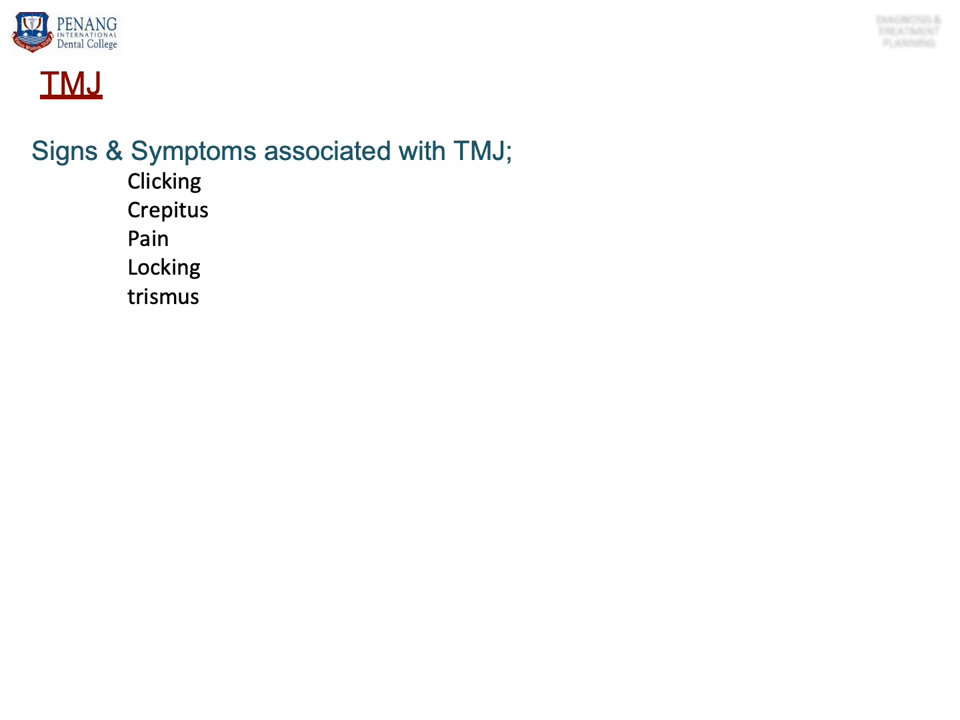 PENANG
INTERNATIONAL
Dental College
DIAGNOSIS &
TREATMENT
PLANNING
TMJ
Signs & Symptoms associated with TMJ;
Clicking
Crepitus
Pain
Locking
trismus